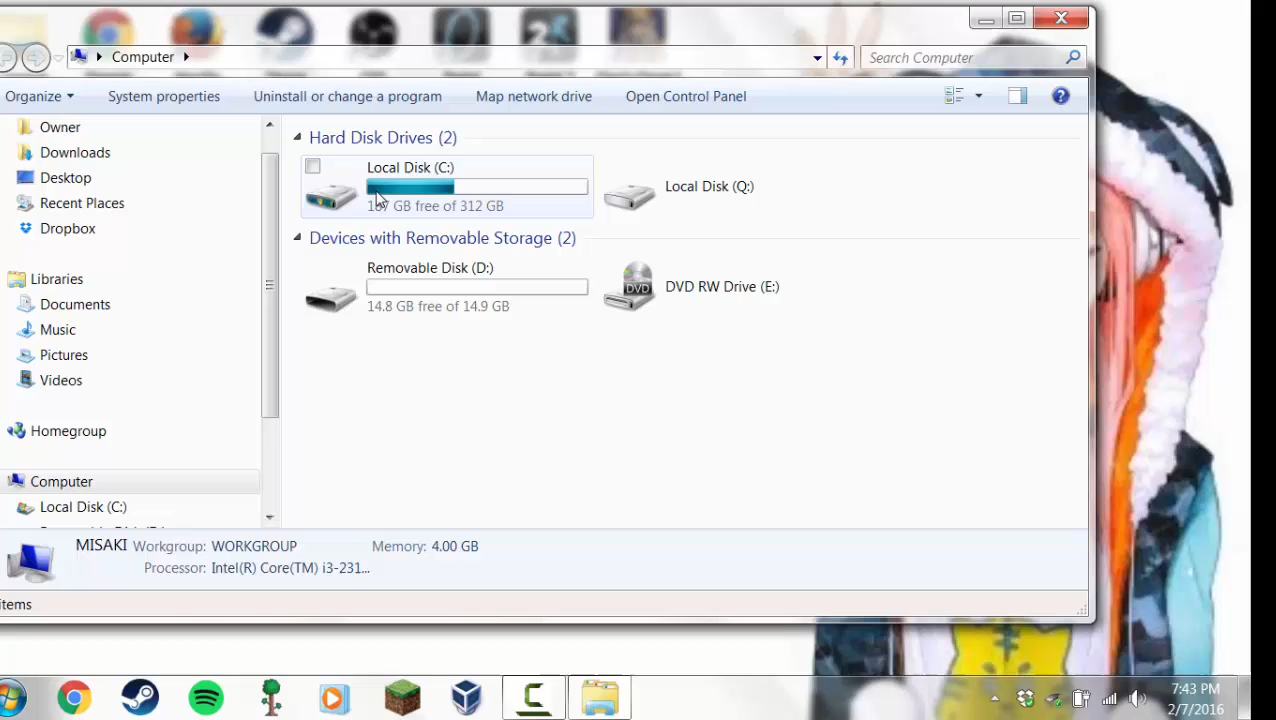 Computer
Search Computer
Organize
System properties
Uninstall or change a program
Map network drive
Open Control Panel
Owner
Downloads
Desktop
Recent Places
Dropbox
Libraries
Documents
Music
Pictures
Videos
Homegroup
Computer
Local Disk (C:)
Hard Disk Drives (2)
Local Disk (C:)
GB free of 312 GB
Local Disk (Q:)
Devices with Removable Storage (2)
Removable Disk (D:)
14.8 GB free of 14.9 GB
DVD
DVD RW Drive (E:)
MISAKI
Workgroup: WORKGROUP
Memory: 4.00 GB
Processor: Intel(R) Core(TM) i3-231...
items
7:43 PM
2/7/2016